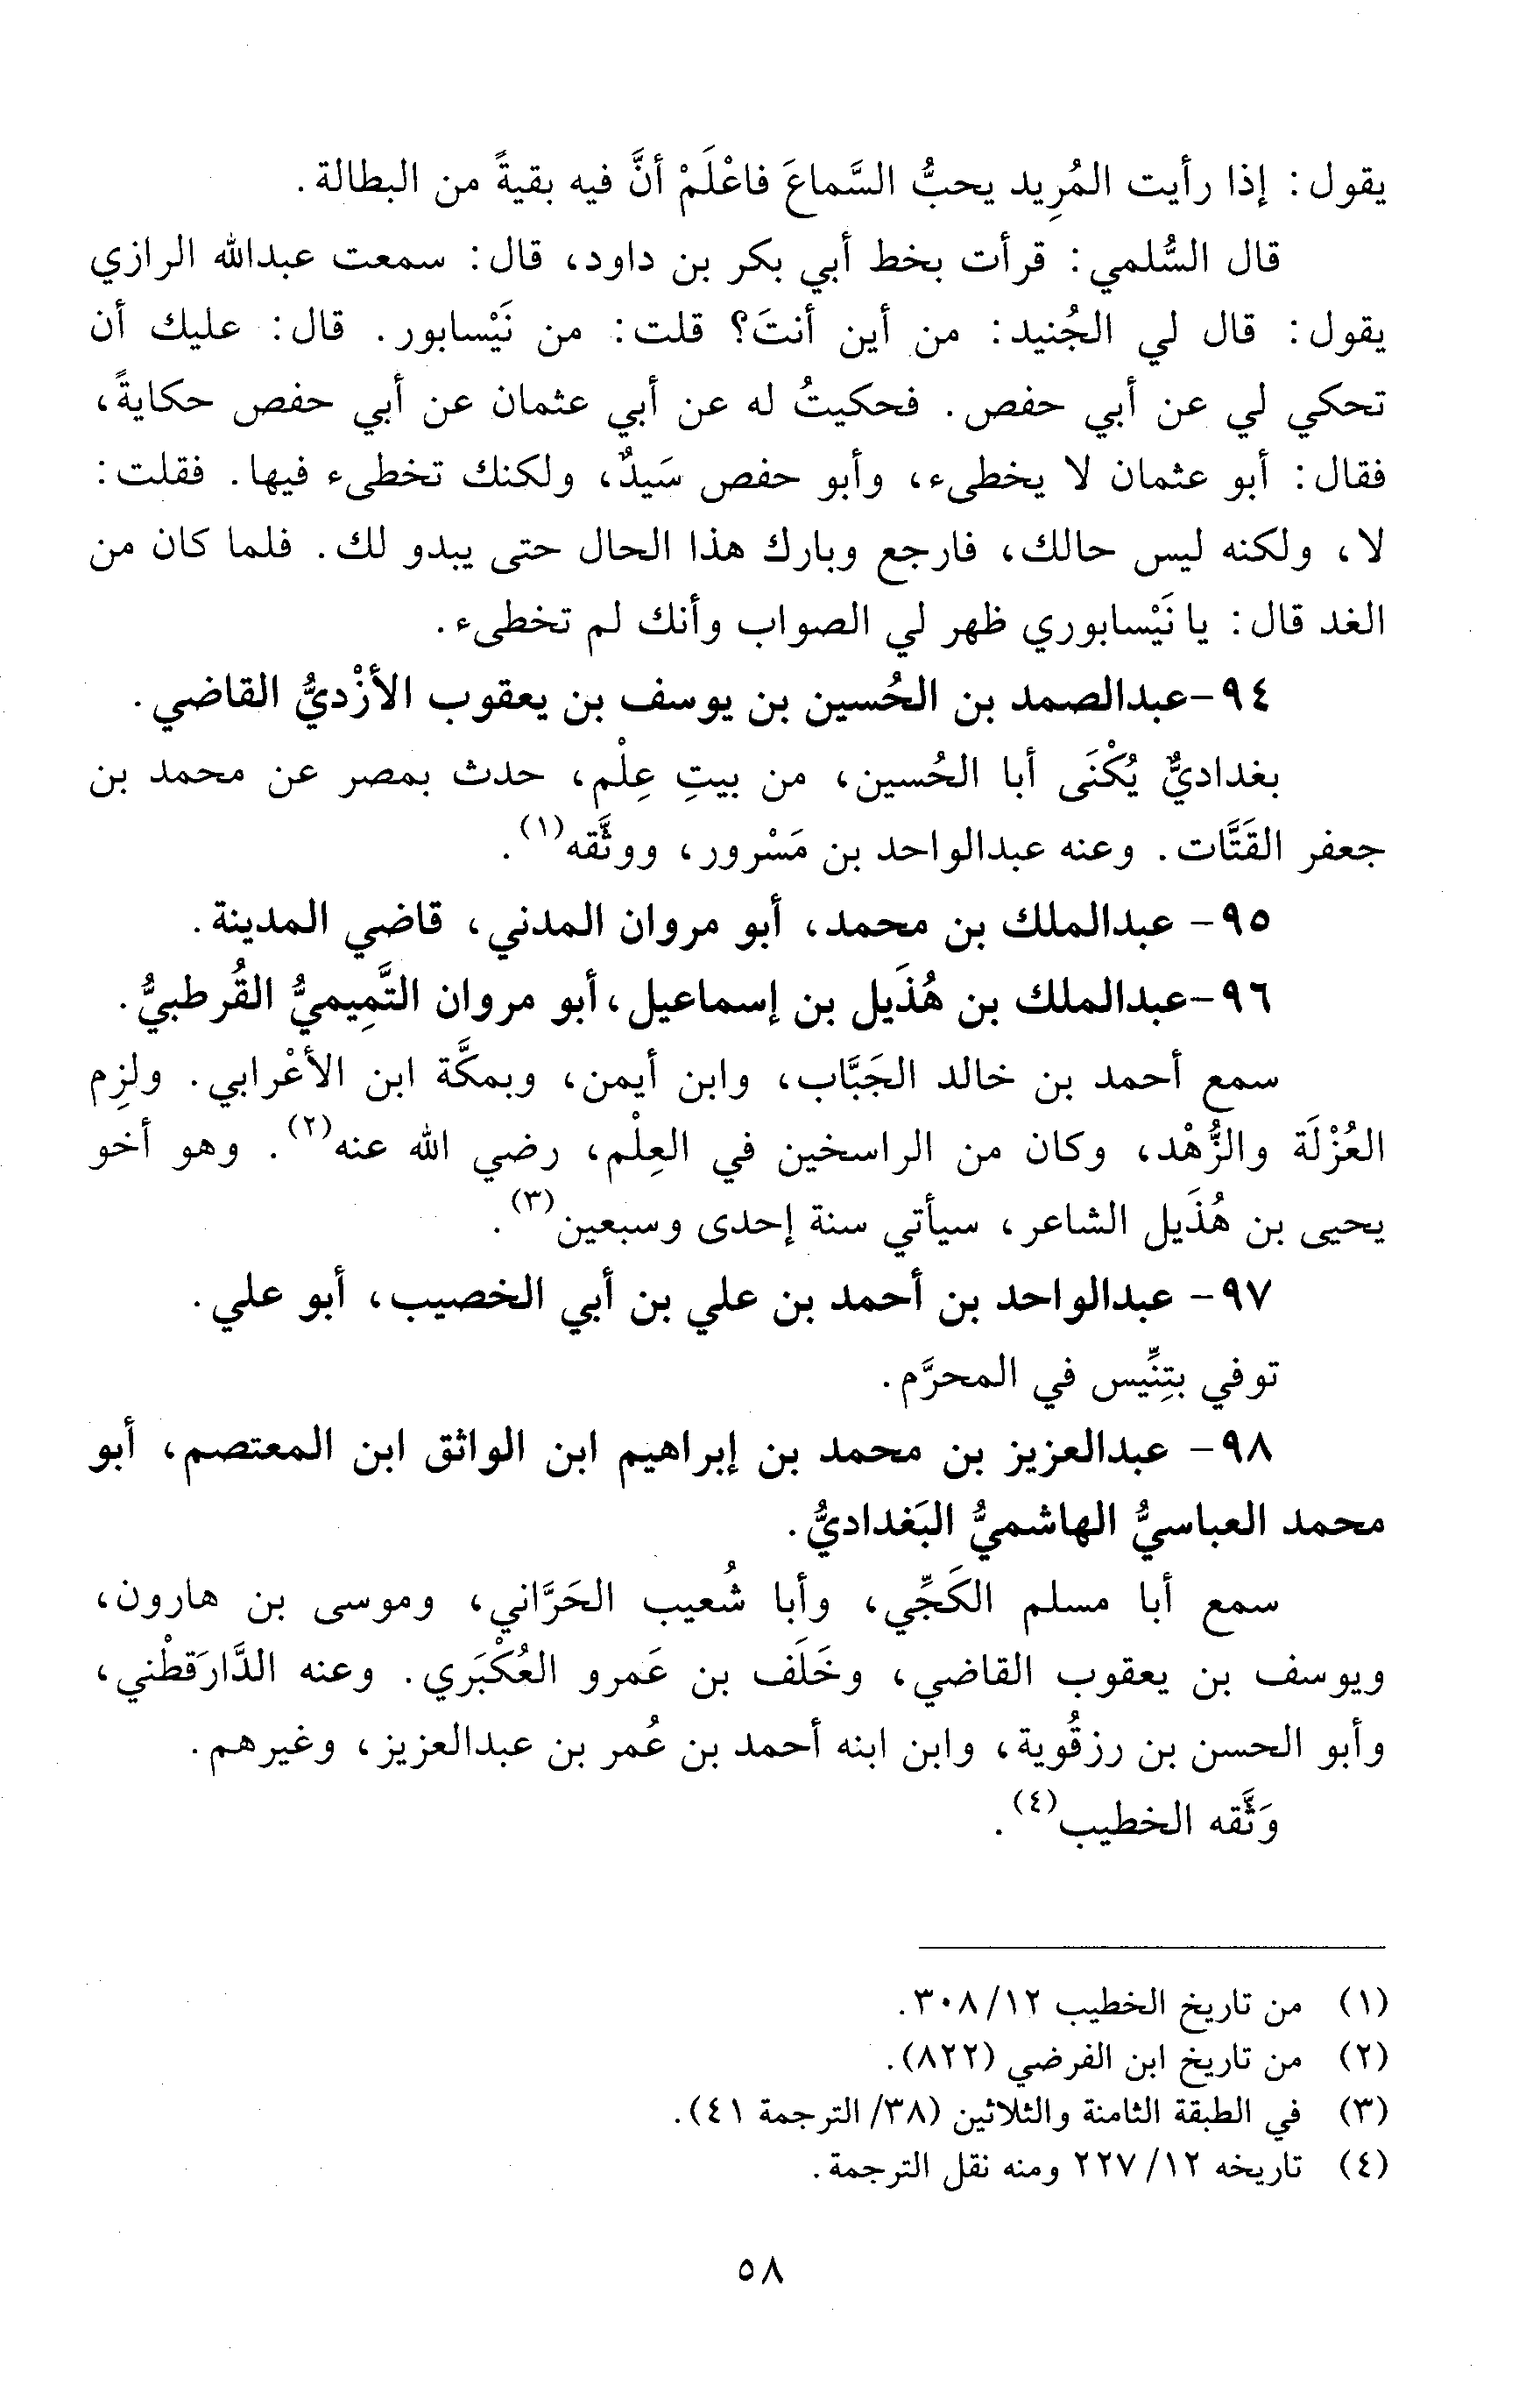 يقول: إذا رأيت المُرِيد يحبُّ السَّماعَ فاعْلَمْ أنَّ فيه بقيةً من البطالة.
قال السُّلمي: قرأت بخط أبي بكر بن داود، قال: سمعت عبدالله الرازي
يقول: قال لي الجُنيد: من أين أنتَ؟ قلت: من نَيْسابور. قال: عليك أن
تحكي لي عن أبي حفص. فحكيتُ له عن أبي عثمان عن أبي حفص حكايةً،
فقال: أبو عثمان لا يخطىء، وأبو حفص سَيدٌ، ولكنك تخطىء فيها. فقلت:
لا، ولكنه ليس حالك، فارجع وبارك هذا الحال حتى يبدو لك. فلما كان من
الغد قال: يا نَيْسابوري ظهر لي الصواب وأنك لم تخطىء.
٩٤-عبدالصمد بن الحُسين بن يوسف بن يعقوب الأزْديُّ القاضي.
بغداديٌّ يُكْنَى أبا الحُسين، من بيتِ عِلْم، حدث بمصر عن محمد بن
جعفر القَتَّات. وعنه عبدالواحد بن مَسْرور، ووثَّقه(١).
٩٥- عبدالملك بن محمد، أبو مروان المدني، قاضي المدينة.
٩٦-عبدالملك بن هُذَيل بن إسماعيل، أبو مروان التَّمِيميُّ القُرطبيُّ.
سمع أحمد بن خالد الجَبَّاب، وابن أيمن، وبمكَّة ابن الأعْرابي. ولزِم
العُزْلَة والزُّهْد، وكان من الراسخين في العِلْم، رضي الله عنه(٢). وهو أخو
يحيى بن هُذَيل الشاعر، سيأتي سنة إحدى وسبعين(٣).
٩٧- عبدالواحد بن أحمد بن علي بن أبي الخصيب، أبو علي.
توفي بتِنِّيس في المحرَّم.
٩٨- عبدالعزيز بن محمد بن إبراهيم ابن الواثق ابن المعتصم، أبو
محمد العباسيُّ الهاشميُّ البَغداديُّ.
سمع أبا مسلم الكَجِّي، وأبا شُعيب الحَرَّاني، وموسى بن هارون،
ويوسف بن يعقوب القاضي، وخَلَف بن عَمرو العُكْبَري. وعنه الدَّارَقطْني،
وأبو الحسن بن رزقُوية، وابن ابنه أحمد بن عُمر بن عبدالعزيز، وغيرهم.
وَثَّقه الخطيب(٤).
(١) من تاريخ الخطيب ١٢/ ٣٠٨.
(٢) من تاريخ ابن الفرضي (٨٢٢).
(٣) في الطبقة الثامنة والثلاثين (٣٨/ الترجمة ٤١).
(٤) تاريخه ١٢/ ٢٢٧ ومنه نقل الترجمة.
٥٨